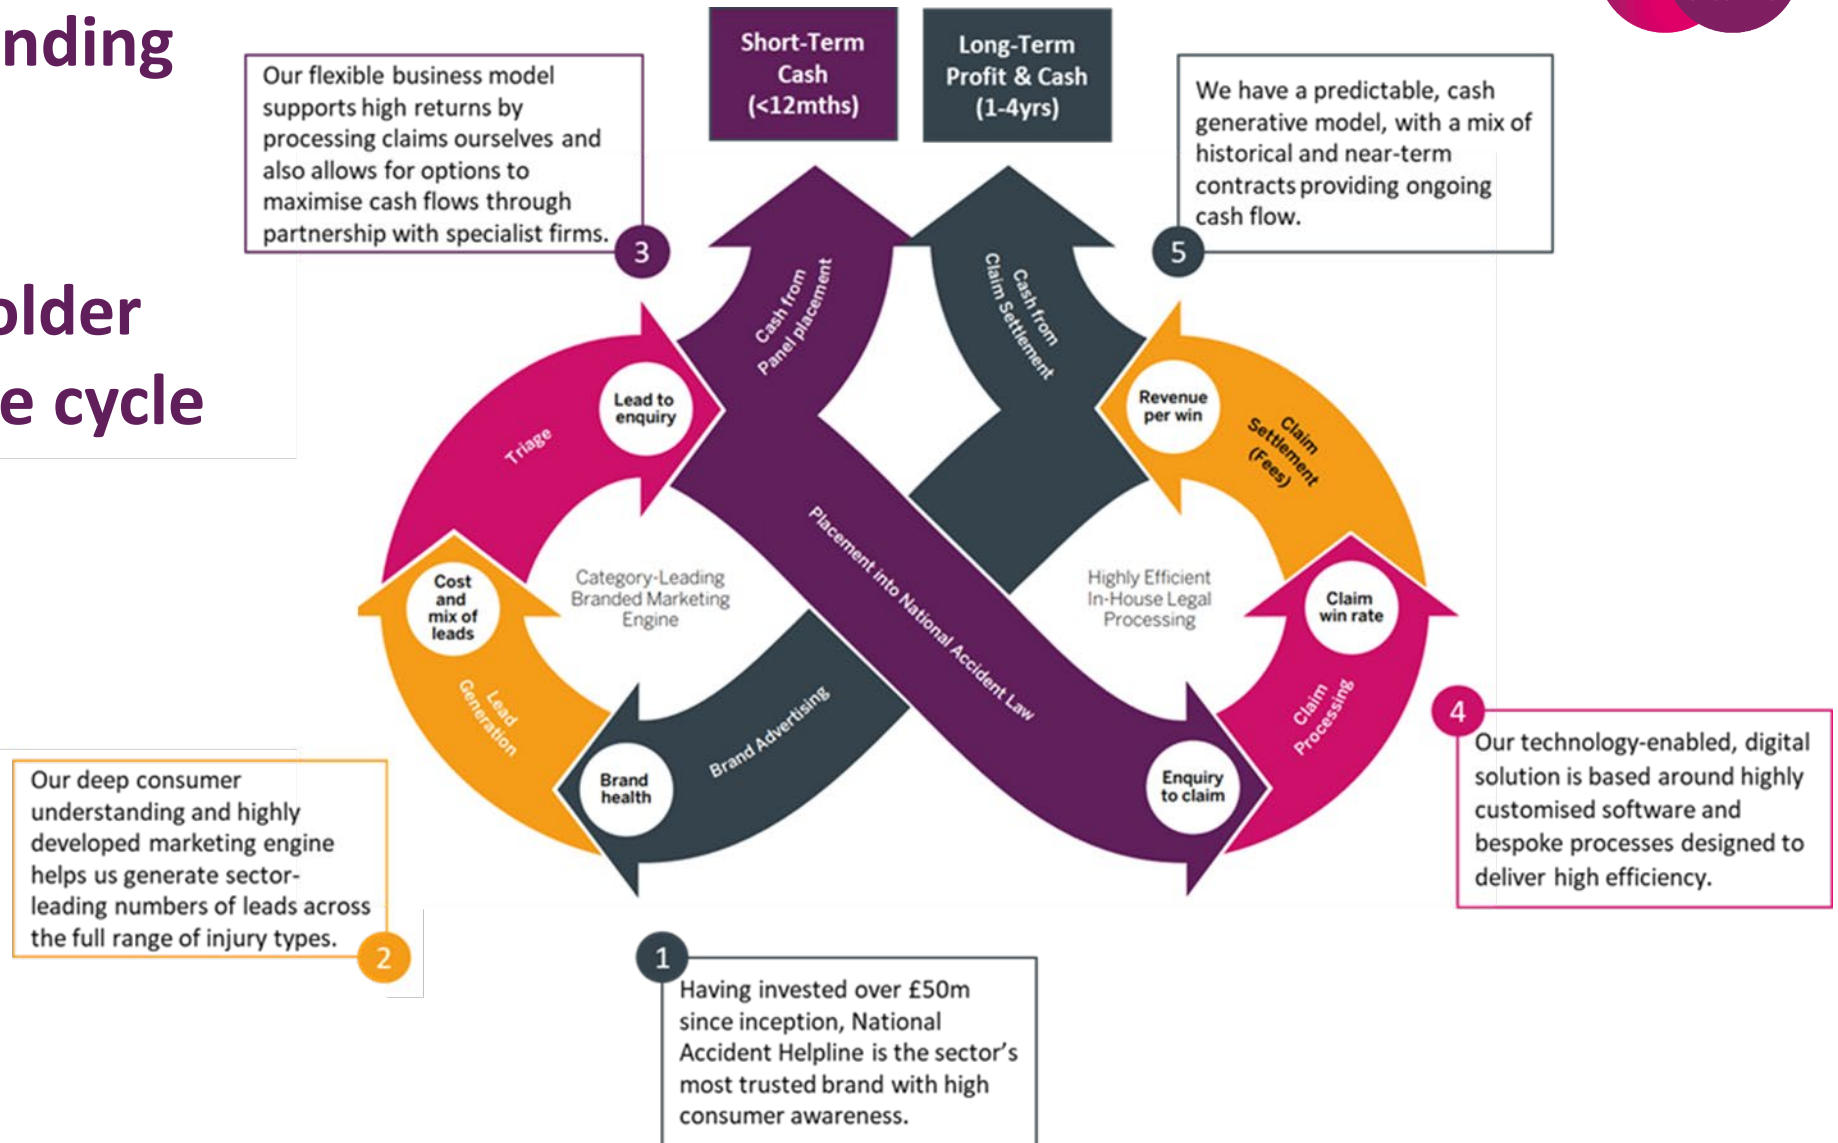 nding
older
e cycle
Short-Term
Cash
(<12mths)
Long-Term
Profit & Cash
(1-4yrs)
Our flexible business model
supports high returns by
processing claims ourselves and
also allows for options to
maximise cash flows through
partnership with specialist firms.
3
We have a predictable, cash
generative model, with a mix of
historical and near-term
contracts providing ongoing
cash flow.
5
Cash from
Panel placement
Cash from
Claim Settlement
Lead to
enquiry
Triage
Revenue
per win
Claim
Settlement
(Fees)
Placement into National Accident Law
Category-Leading
Branded Marketing
Engine
Highly Efficient
In-House Legal
Processing
Cost
and
mix of
leads
Claim
win rate
Lead
Generation
Brand Advertising
Claim
Processing
Brand
health
Enquiry
to claim
4
Our technology-enabled, digital
solution is based around highly
customised software and
bespoke processes designed to
deliver high efficiency.
Our deep consumer
understanding and highly
developed marketing engine
helps us generate sector-
leading numbers of leads across
the full range of injury types.
2
1
Having invested over £50m
since inception, National
Accident Helpline is the sector's
most trusted brand with high
consumer awareness.